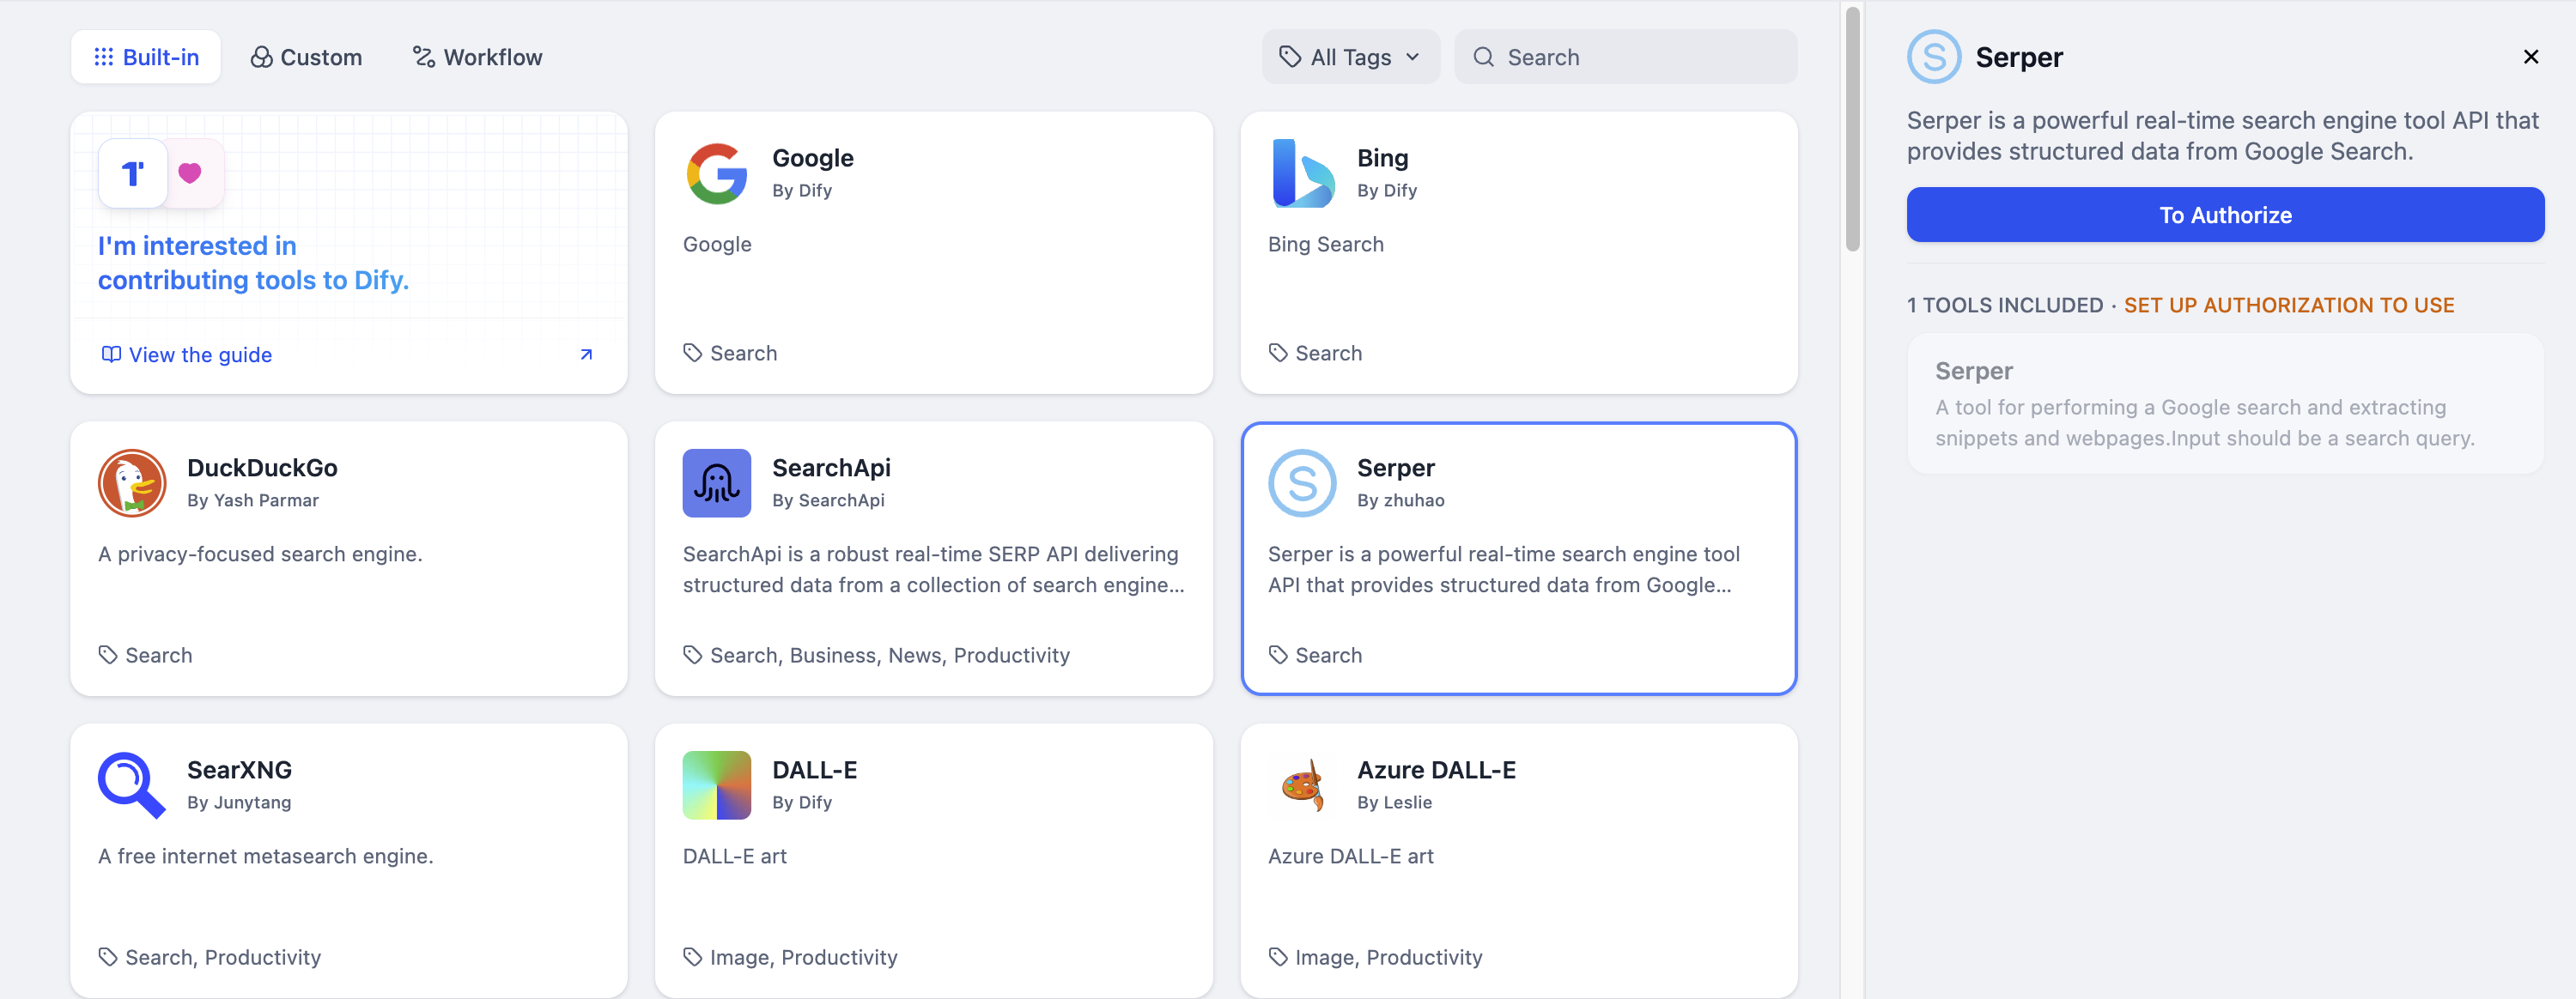 Built-in
Custom
Workflow
All Tags
Search
I'm interested in
contributing tools to Dify.
View the guide
Google
By Dify
Google
Search
Bing
By Dify
Bing Search
Search
DuckDuckGo
By Yash Parmar
A privacy-focused search engine.
Search
SearchApi
By SearchApi
SearchApi is a robust real-time SERP API delivering
structured data from a collection of search engine...
Search, Business, News, Productivity
Serper
By zhuhao
Serper is a powerful real-time search engine tool
API that provides structured data from Google...
Search
SearXNG
By Junytang
A free internet metasearch engine.
Search, Productivity
DALL-E
By Dify
DALL-E art
Image, Productivity
Azure DALL-E
By Leslie
Azure DALL-E art
Image, Productivity
Serper
Serper is a powerful real-time search engine tool API that
provides structured data from Google Search.
To Authorize
1 TOOLS INCLUDED · SET UP AUTHORIZATION TO USE
Serper
A tool for performing a Google search and extracting
snippets and webpages.Input should be a search query.